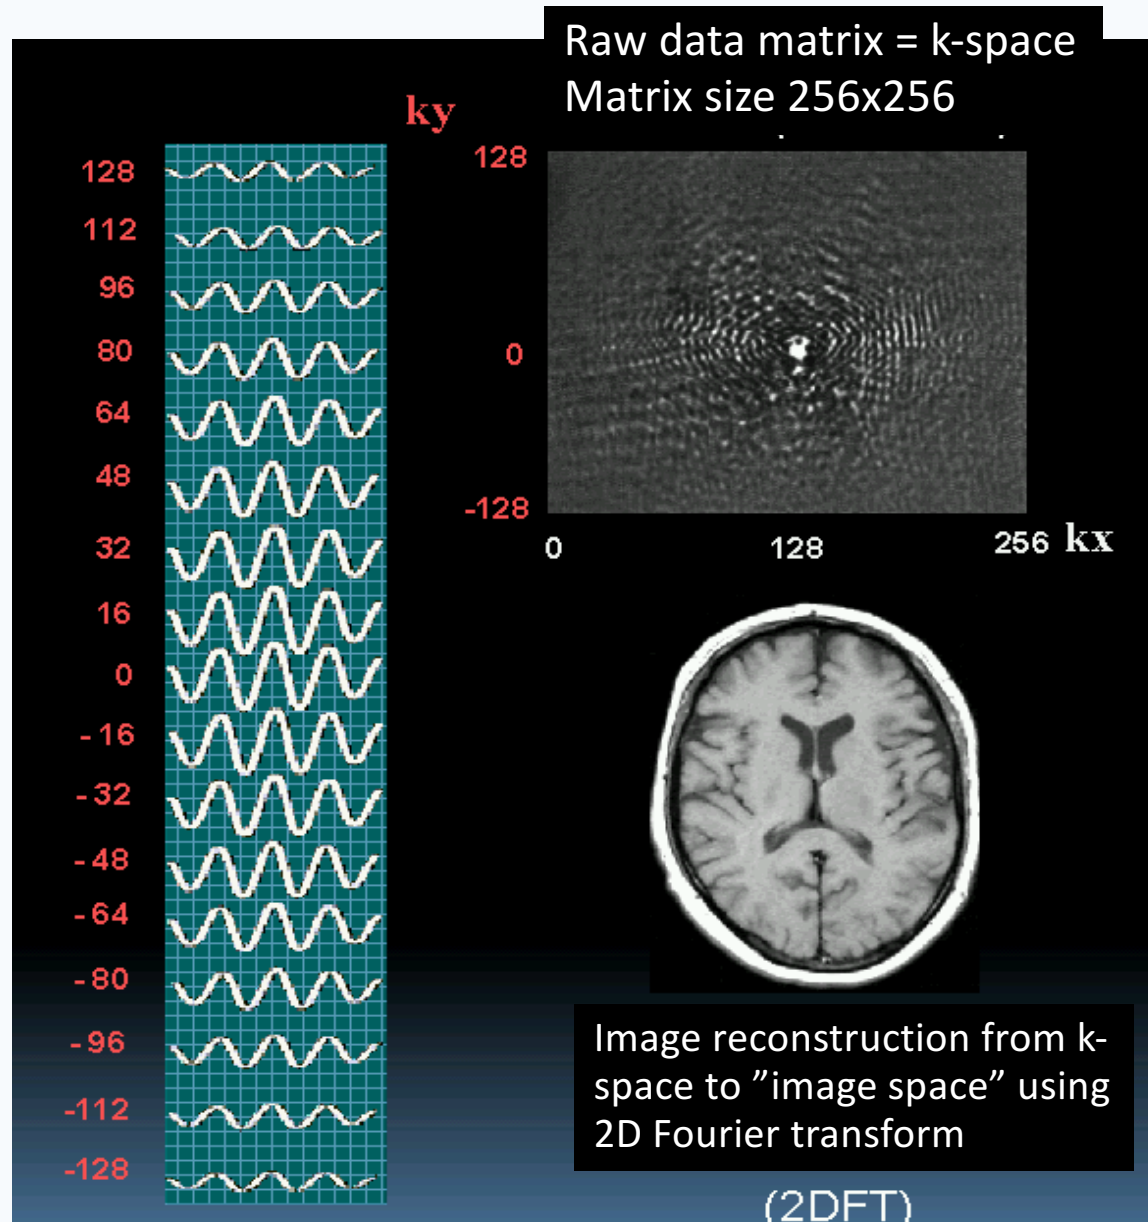 Raw data matrix = k-space
Matrix size 256x256
ky
128
112
96
80
64
48
32
16
0
-16
-32
-48
-64
-80
-96
-112
-128
128
0
-128
0 128 256 kx
Image reconstruction from k-
space to ”image space” using
2D Fourier transform
(2DFT)